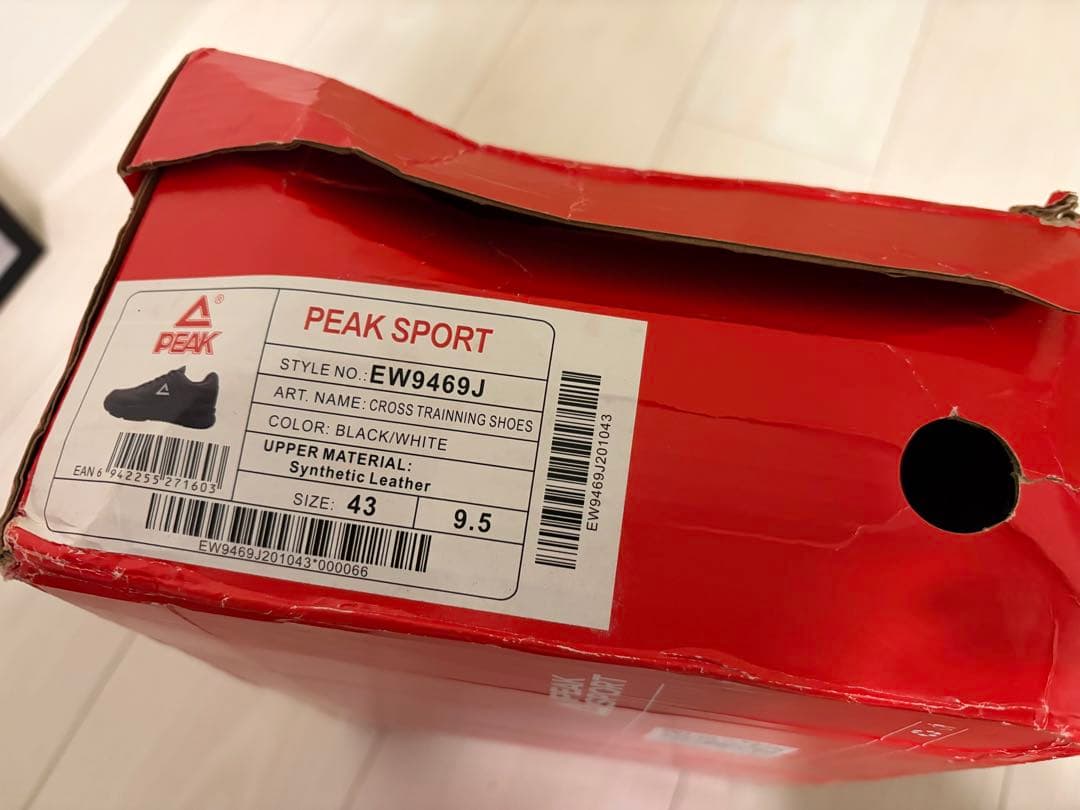 ®
PEAK
PEAK SPORT
STYLE NO.: EW9469J
ART. NAME: CROSS TRAINNING SHOES
COLOR: BLACK/WHITE
UPPER MATERIAL:
Synthetic Leather
SIZE: 43 9.5
EAN 6 942255 271603
EW9469J201043*000066
EW9469J201043
PEAK
SPORT